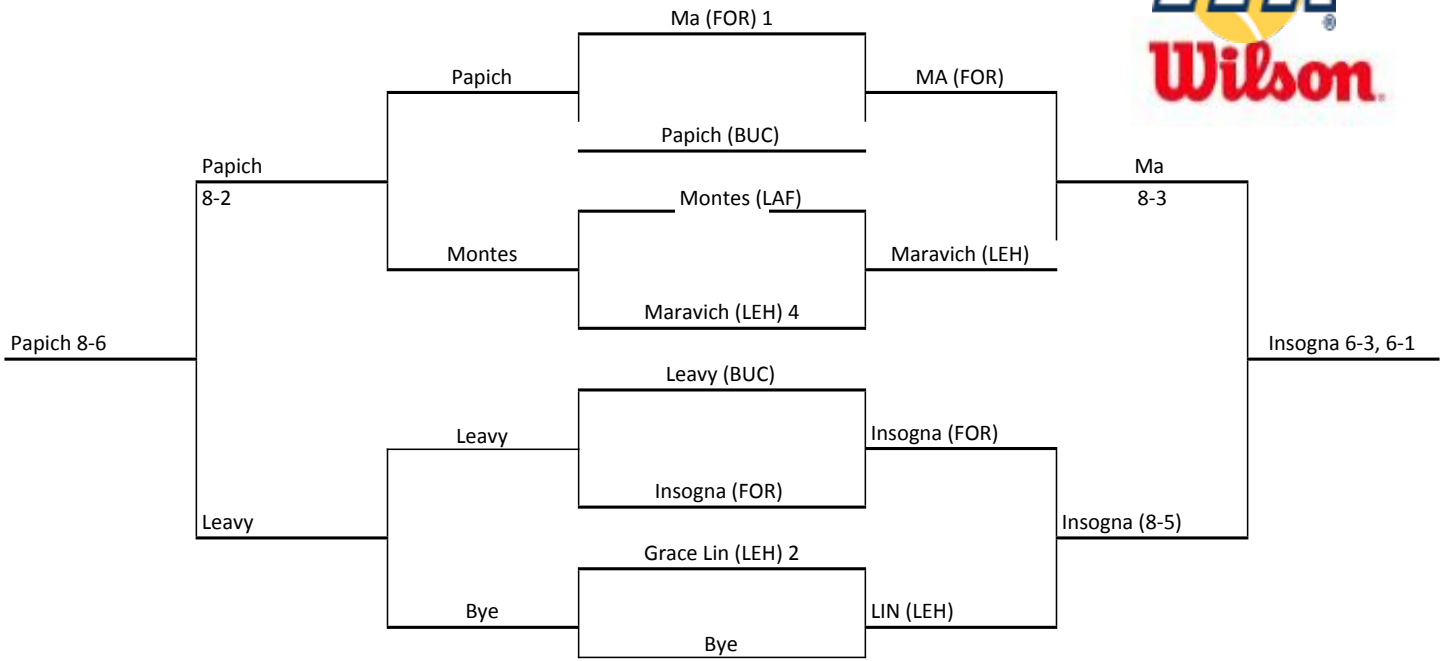 Ma (FOR) 1
Papich
MA (FOR)
Wilson.
Papich (BUC)
Papich
8-2
Ma
8-3
Montes (LAF)
Montes
Maravich (LEH)
Maravich (LEH) 4
Papich 8-6
Insogna 6-3, 6-1
Leavy (BUC)
Leavy
Insogna (FOR)
Insogna (FOR)
Leavy
Insogna (8-5)
Grace Lin (LEH) 2
Bye
LIN (LEH)
Bye